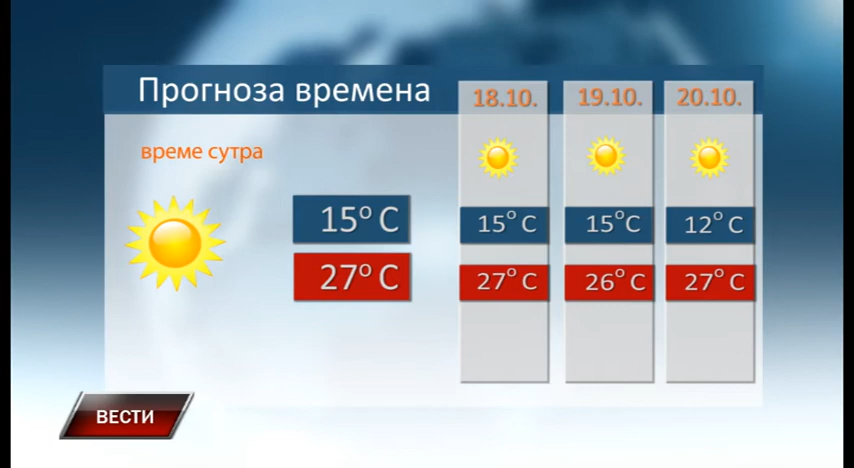 Прогноза времена
време сутра
15° C
27° C
18.10.
15° C
27° C
19.10.
15°C
26° C
20.10.
12° C
27° C
ВЕСТИ